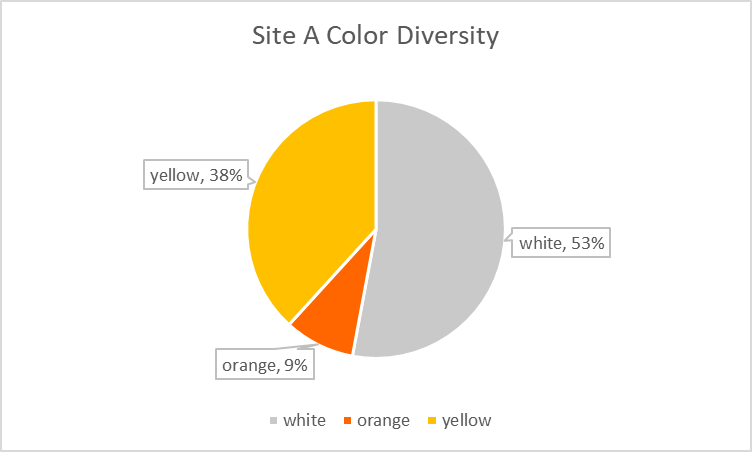 Site A Color Diversity
yellow, 38%
white, 53%
orange, 9%
white orange yellow